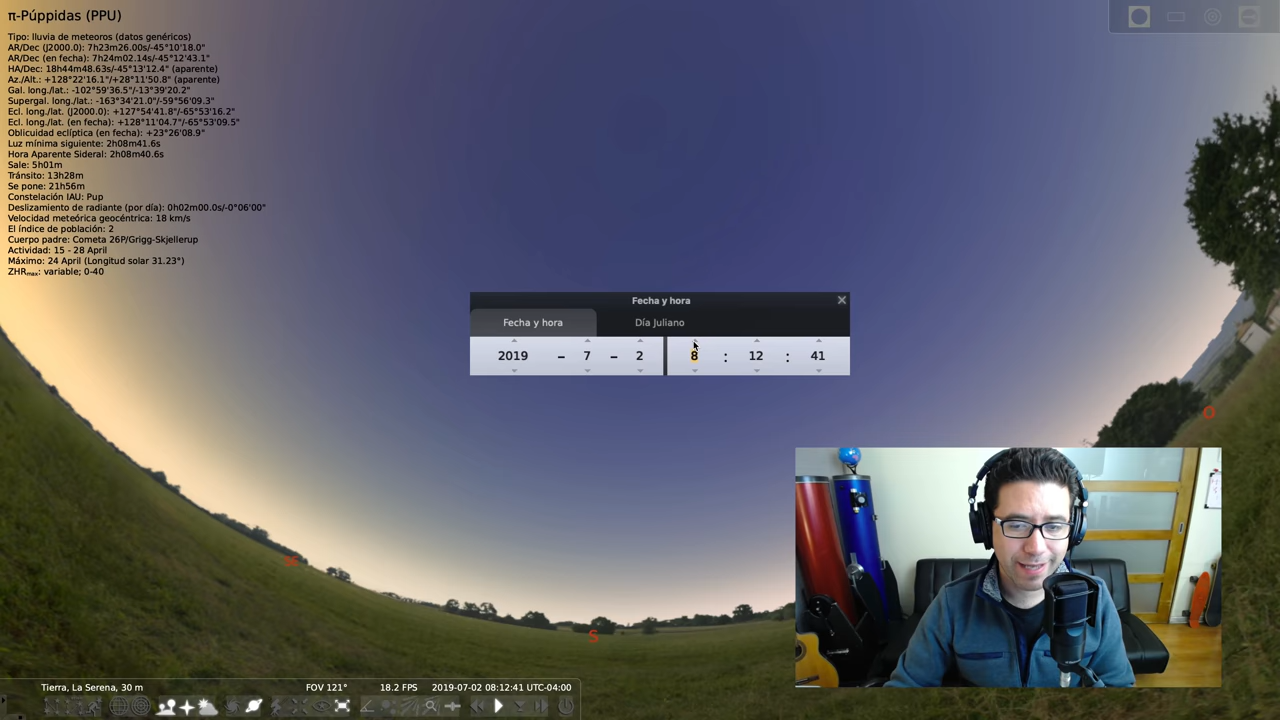 π-Púppidas (PPU)
Tipo: lluvia de meteoros (datos genéricos)
AR/Dec (J2000.0): 7h23m26.00s/-45°10'18.0"
AR/Dec (en fecha): 7h24m02.14s/-45°12'43.1"
HA/Dec: 18h44m48.63s/-45°13'12.4" (aparente)
Az./Alt.: +128°22'16.1"/+28°11'50.8" (aparente)
Gal. long./lat.: -102°59'36.5"/-13°39'20.2"
Supergal. long./lat.: -163°34'21.0"/-59°56'09.3"
Ecl. long./lat. (J2000.0): +127°54'41.8"/-65°53'16.2"
Ecl. long./lat. (en fecha): +128°11'04.7"/-65°53'09.5"
Oblicuidad eclíptica (en fecha): +23°26'08.9"
Luz mínima siguiente: 2h08m41.6s
Hora Aparente Sideral: 2h08m40.6s
Sale: 5h01m
Tránsito: 13h28m
Se pone: 21h56m
Constelación IAU: Pup
Deslizamiento de radiante (por día): 0h02m00.0s/-0°06'00"
Velocidad meteórica geocéntrica: 18 km/s
El índice de población: 2
Cuerpo padre: Cometa 26P/Grigg-Skjellerup
Actividad: 15 - 28 April
Máximo: 24 April (Longitud solar 31.23°)
ZHRmax: variable; 0-40
Fecha y hora
Fecha y hora Día Juliano
2019 – 7 – 2 8 : 12 : 41
O
S
Tierra, La Serena, 30 m FOV 121° 18.2 FPS 2019-07-02 08:12:41 UTC-04:00